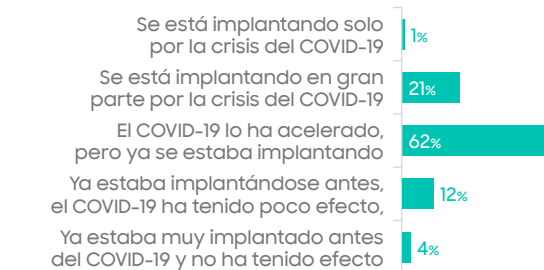 Se está implantando solo
por la crisis del COVID-19
1%
Se está implantando en gran
parte por la crisis del COVID-19
21%
El COVID-19 lo ha acelerado,
pero ya se estaba implantando
62%
Ya estaba implantándose antes,
el COVID-19 ha tenido poco efecto,
12%
Ya estaba muy implantado antes
del COVID-19 y no ha tenido efecto
4%